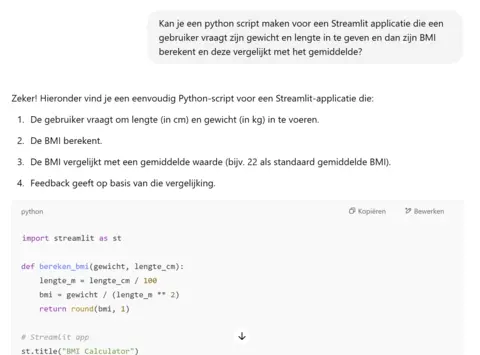 Kan je een python script maken voor een Streamlit applicatie die een
gebruiker vraagt zijn gewicht en lengte in te geven en dan zijn BMI
berekent en deze vergelijkt met het gemiddelde?
Zeker! Hieronder vind je een eenvoudig Python-script voor een Streamlit-applicatie die:
1. De gebruiker vraagt om lengte (in cm) en gewicht (in kg) in te voeren.
2. De BMI berekent.
3. De BMI vergelijkt met een gemiddelde waarde (bijv. 22 als standaard gemiddelde BMI).
4. Feedback geeft op basis van die vergelijking.
python Kopiëren Bewerken
import streamlit as st
def bereken_bmi(gewicht, lengte_cm):
    lengte_m = lengte_cm / 100
    bmi = gewicht / (lengte_m ** 2)
    return round(bmi, 1)
# Streamlit app
st.title("BMI Calculator")